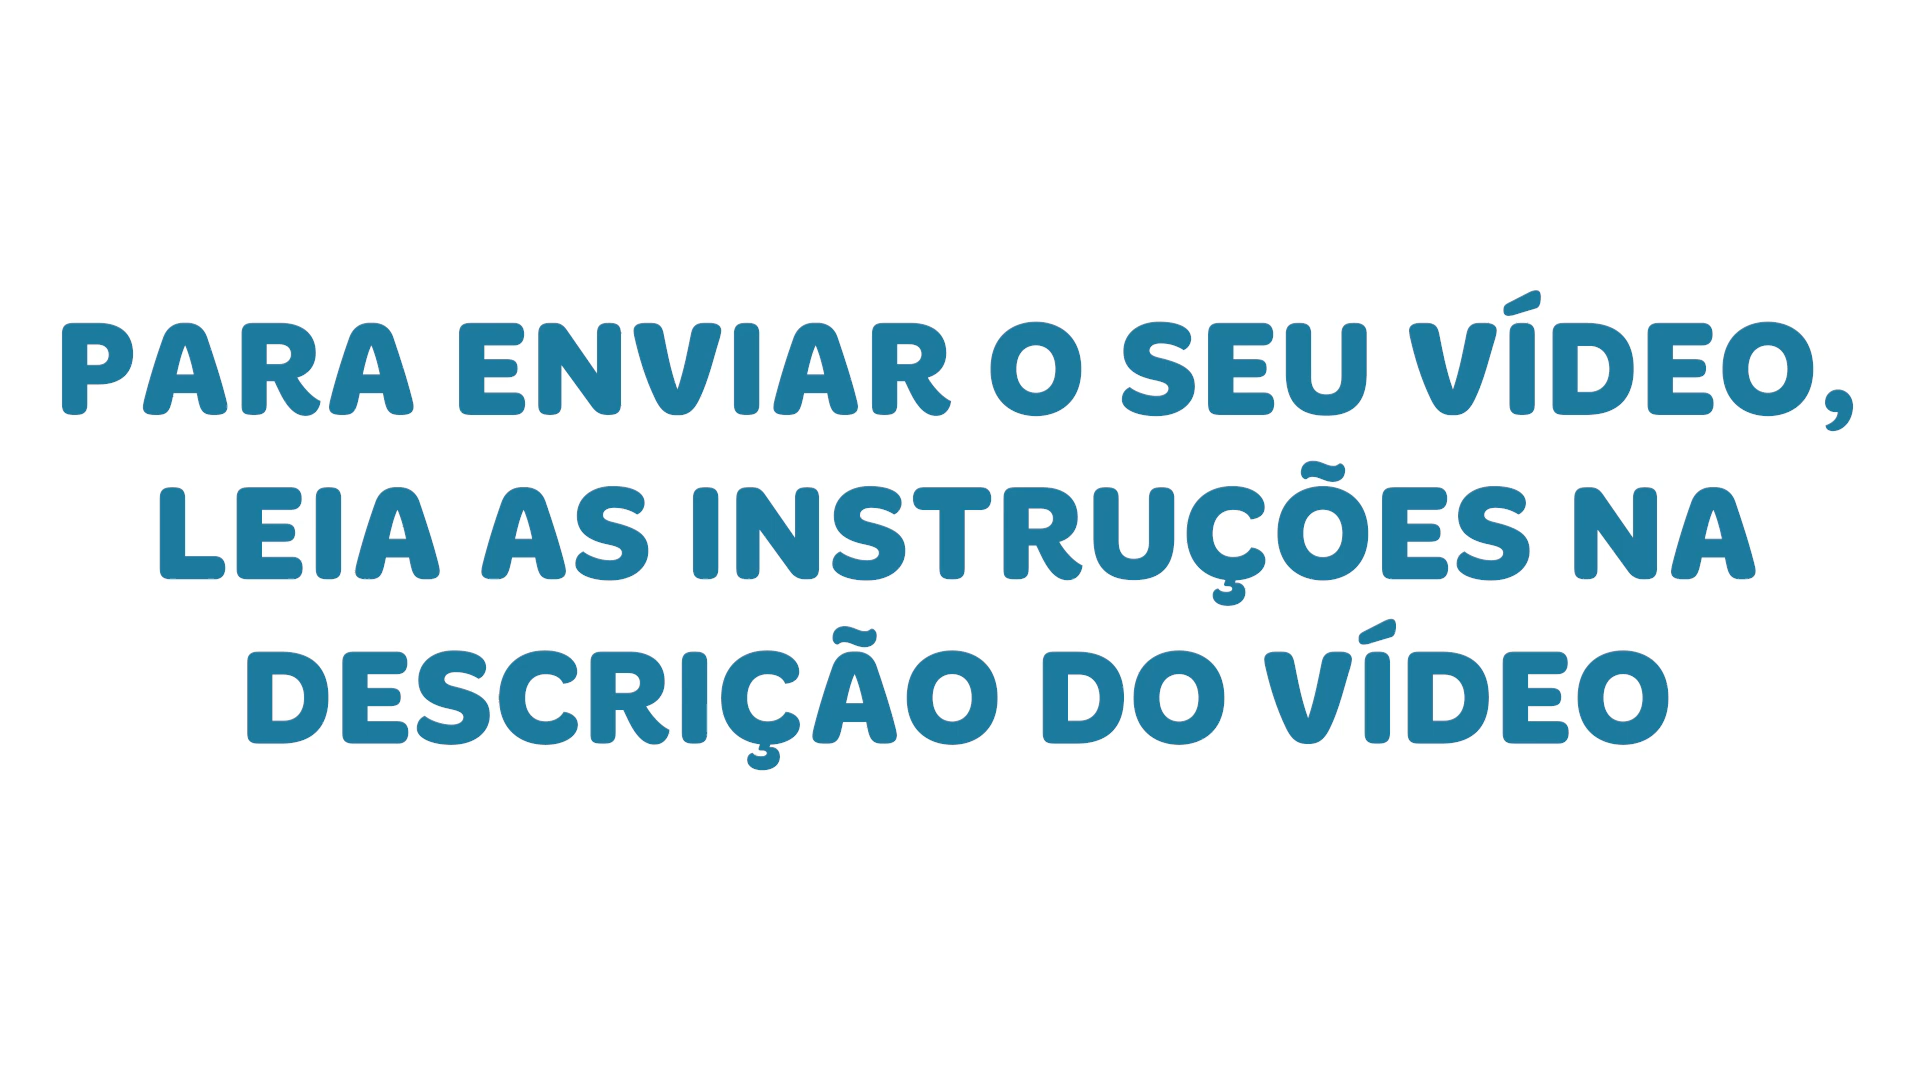 PARA ENVIAR O SEU VÍDEO,
LEIA AS INSTRUÇÕES NA
DESCRIÇÃO DO VÍDEO